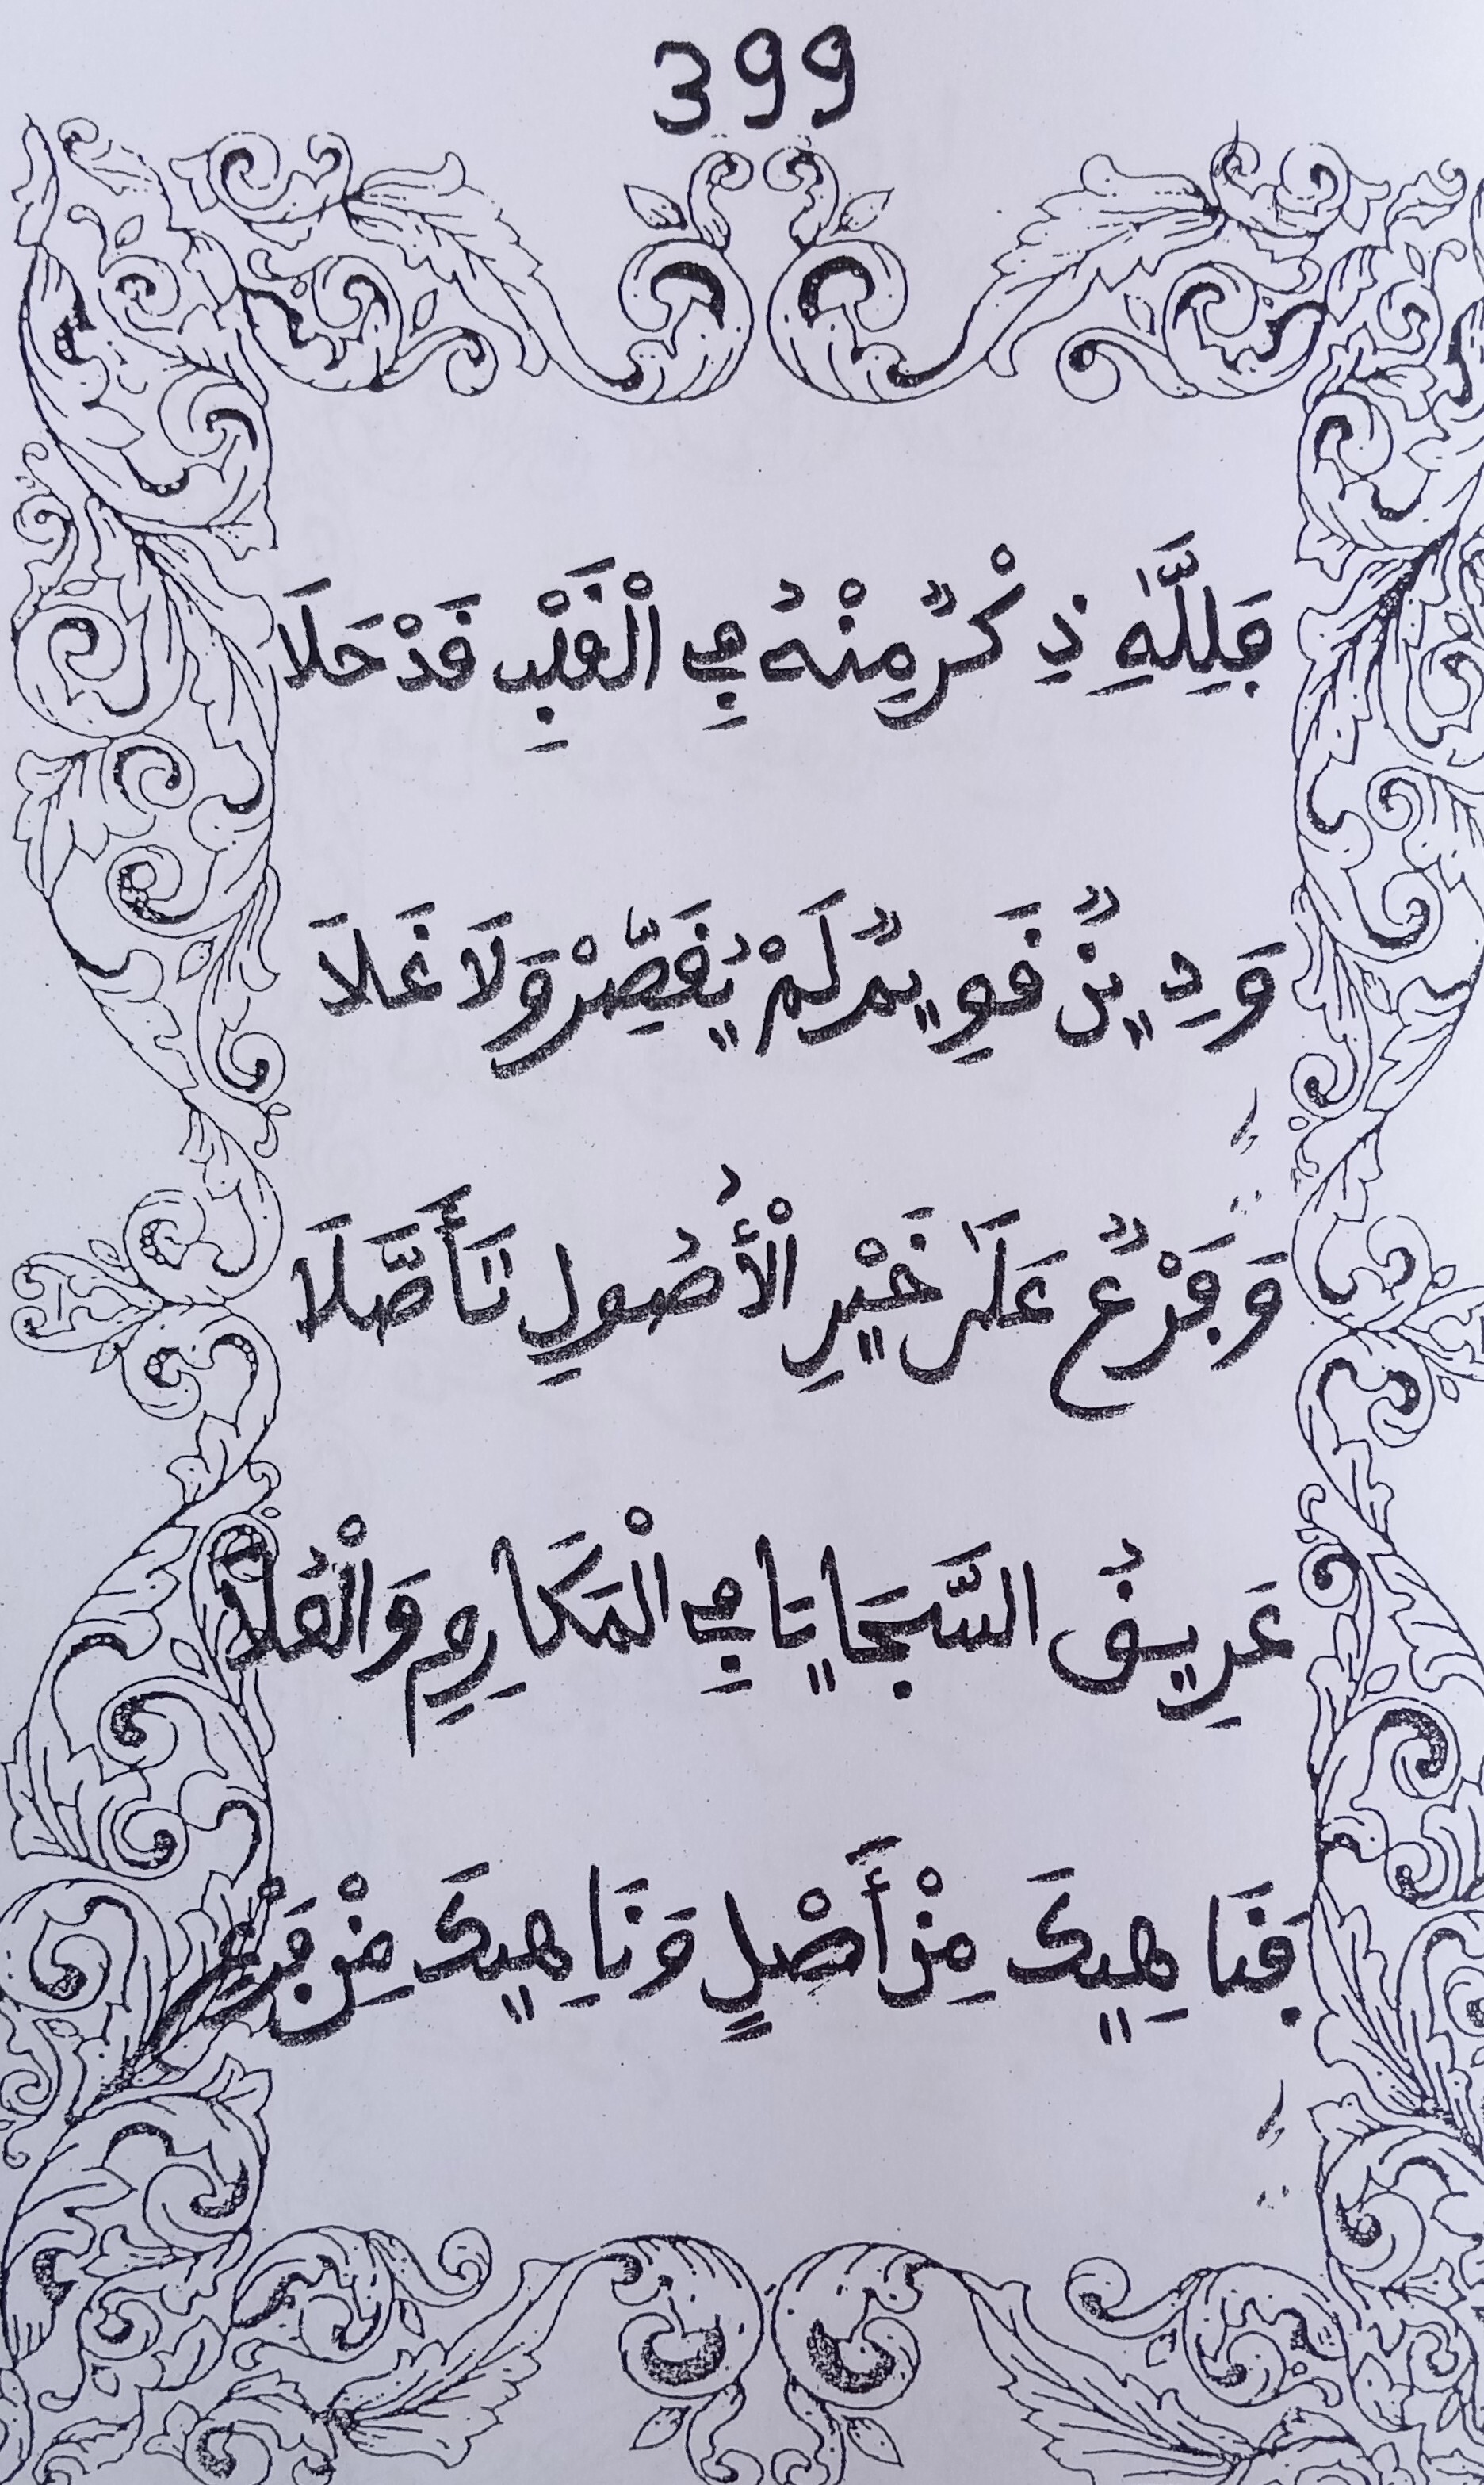 399
فَلِلَّهِ ذِكْرٌ مِنْهُ فِي الْقَلْبِ قَدْ حَلَا
وَدِينٌ قَوِيمٌ لَمْ يُقَصِّرْ وَلَا غَلَا
وَفَرْعٌ عَلَى خَيْرِ الْأُصُولِ تَأَصَّلَا
عَرِيقُ السَّجَايَا فِي الْمَكَارِمِ وَالْعُلَا
فَنَاهِيكَ مِنْ أَصْلٍ وَنَاهِيكَ مِنْ فَرْعِ